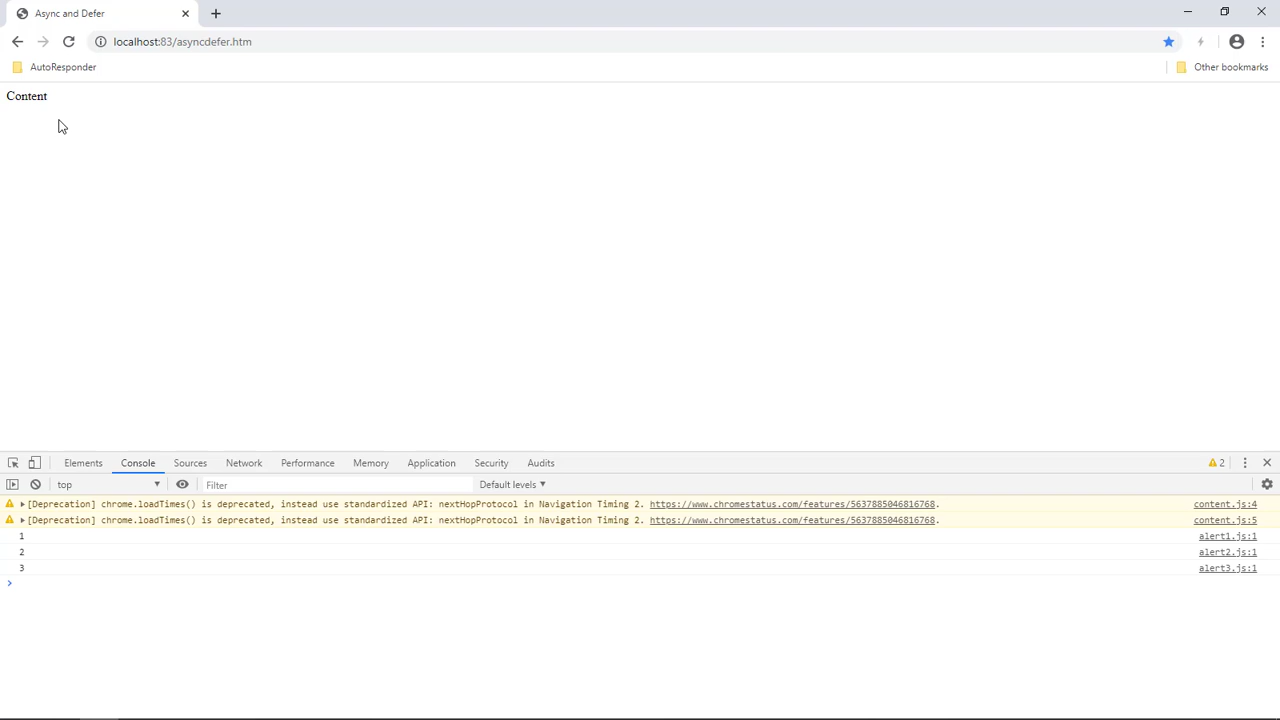 Async and Defer
localhost:83/asyncdefer.htm
AutoResponder
Other bookmarks
Content
Elements Console Sources Network Performance Memory Application Security Audits 2
top Filter Default levels
[Deprecation] chrome.loadTimes() is deprecated, instead use standardized API: nextHopProtocol in Navigation Timing 2. https://www.chromestatus.com/features/5637885046816768. content.js:4
[Deprecation] chrome.loadTimes() is deprecated, instead use standardized API: nextHopProtocol in Navigation Timing 2. https://www.chromestatus.com/features/5637885046816768. content.js:5
1 alert1.js:1
2 alert2.js:1
3 alert3.js:1